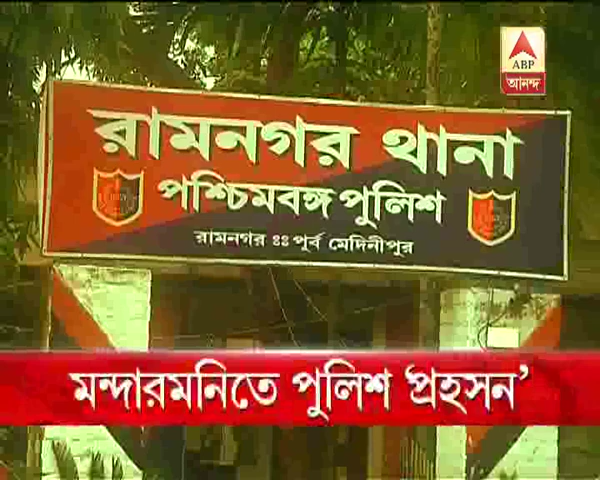 ABP
আনন্দ
রামনগর থানা
পশ্চিমবঙ্গ পুলিশ
রামনগর ঃঃ পূর্ব মেদিনীপুর
মন্দারমনিতে পুলিশ ‘প্রহসন’